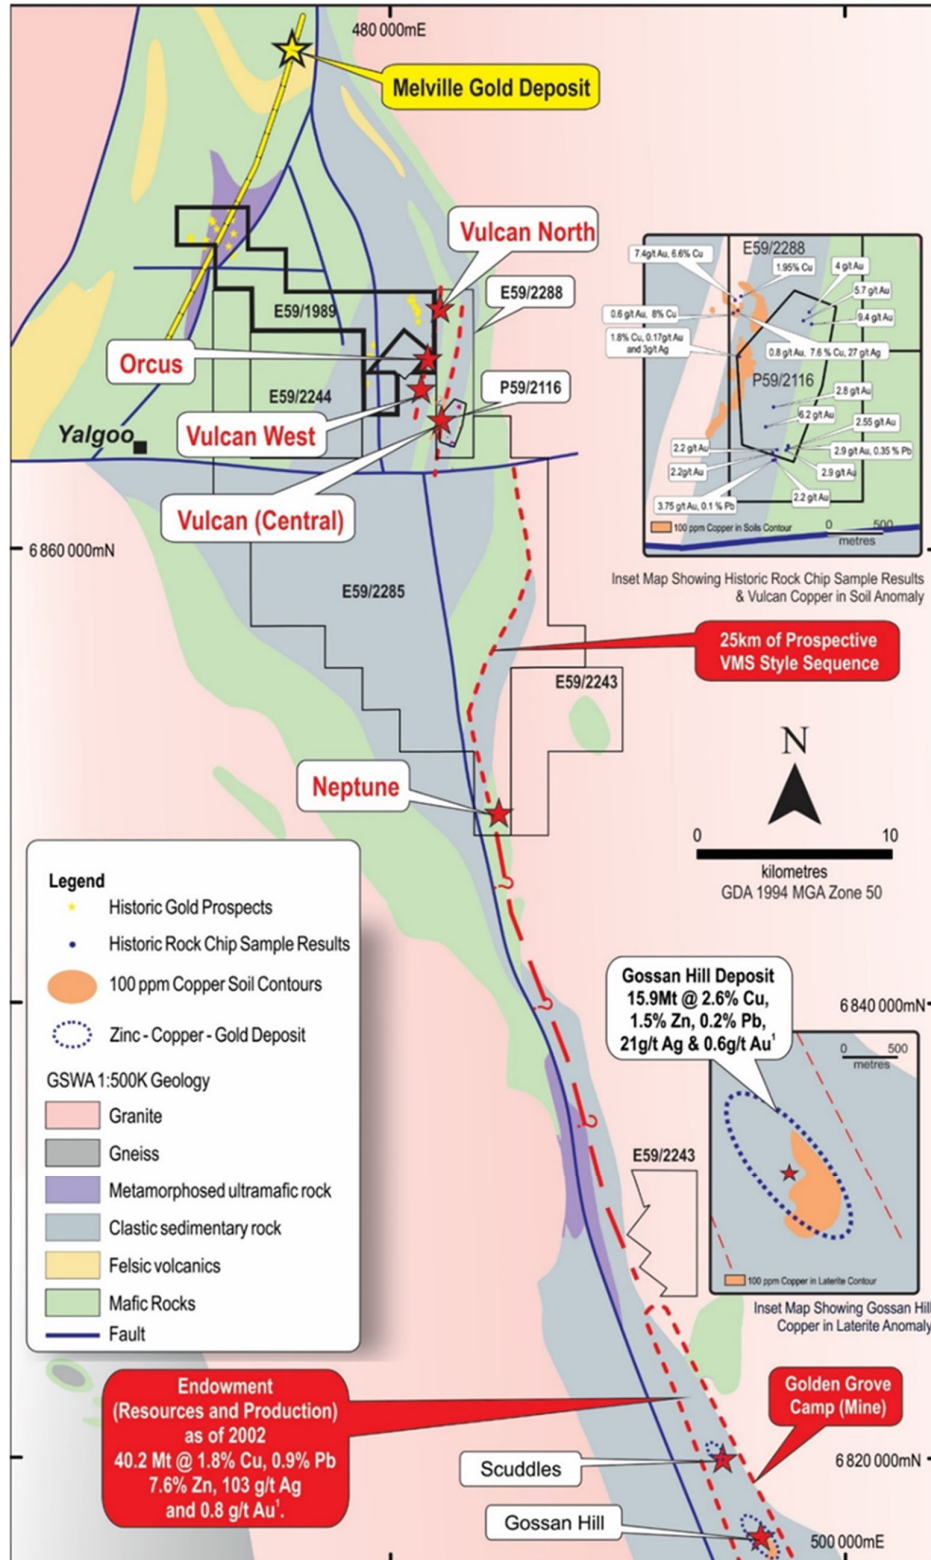 480 000mE
Melville Gold Deposit
Vulcan North
E59/2288
E59/1989
Orcus
P59/2116
E59/2244
Vulcan West
Yalgoo
Vulcan (Central)
6 860 000mN
E59/2285
E59/2288
7.4g/t Au, 6.6% Cu
1.95% Cu
4 g/t Au
5.7 g/t Au
0.6 g/t Au, 8% Cu
9.4 g/t Au
1.8% Cu, 0.17g/t Au
and 3g/t Ag
0.8 g/t Au, 7.6 % Cu, 27 g/t Ag
P59/2116
2.8 g/t Au
6.2 g/t Au
2.55 g/t Au
2.2 g/t Au
2.9 g/t Au, 0.35 % Pb
2.2g/t Au
2.9 g/t Au
2.2 g/t Au
3.75 g/t Au, 0.1 % Pb
100 ppm Copper in Soils Contour
0 500
metres
Inset Map Showing Historic Rock Chip Sample Results
& Vulcan Copper in Soil Anomaly
25km of Prospective
VMS Style Sequence
E59/2243
Neptune
N
0 10
kilometres
GDA 1994 MGA Zone 50
?
?
?
Legend
Historic Gold Prospects
Historic Rock Chip Sample Results
100 ppm Copper Soil Contours
Zinc - Copper - Gold Deposit
GSWA 1:500K Geology
Granite
Gneiss
Metamorphosed ultramafic rock
Clastic sedimentary rock
Felsic volcanics
Mafic Rocks
Fault
Gossan Hill Deposit
15.9Mt @ 2.6% Cu,
1.5% Zn, 0.2% Pb,
21g/t Ag & 0.6g/t Au¹
6 840 000mN
0 500
metres
E59/2243
100 ppm Copper in Laterite Contour
Inset Map Showing Gossan Hill
Copper in Laterite Anomaly
Endowment
(Resources and Production)
as of 2002
40.2 Mt @ 1.8% Cu, 0.9% Pb
7.6% Zn, 103 g/t Ag
and 0.8 g/t Au¹.
Golden Grove
Camp (Mine)
Scuddles
6 820 000mN
Gossan Hill
500 000mE